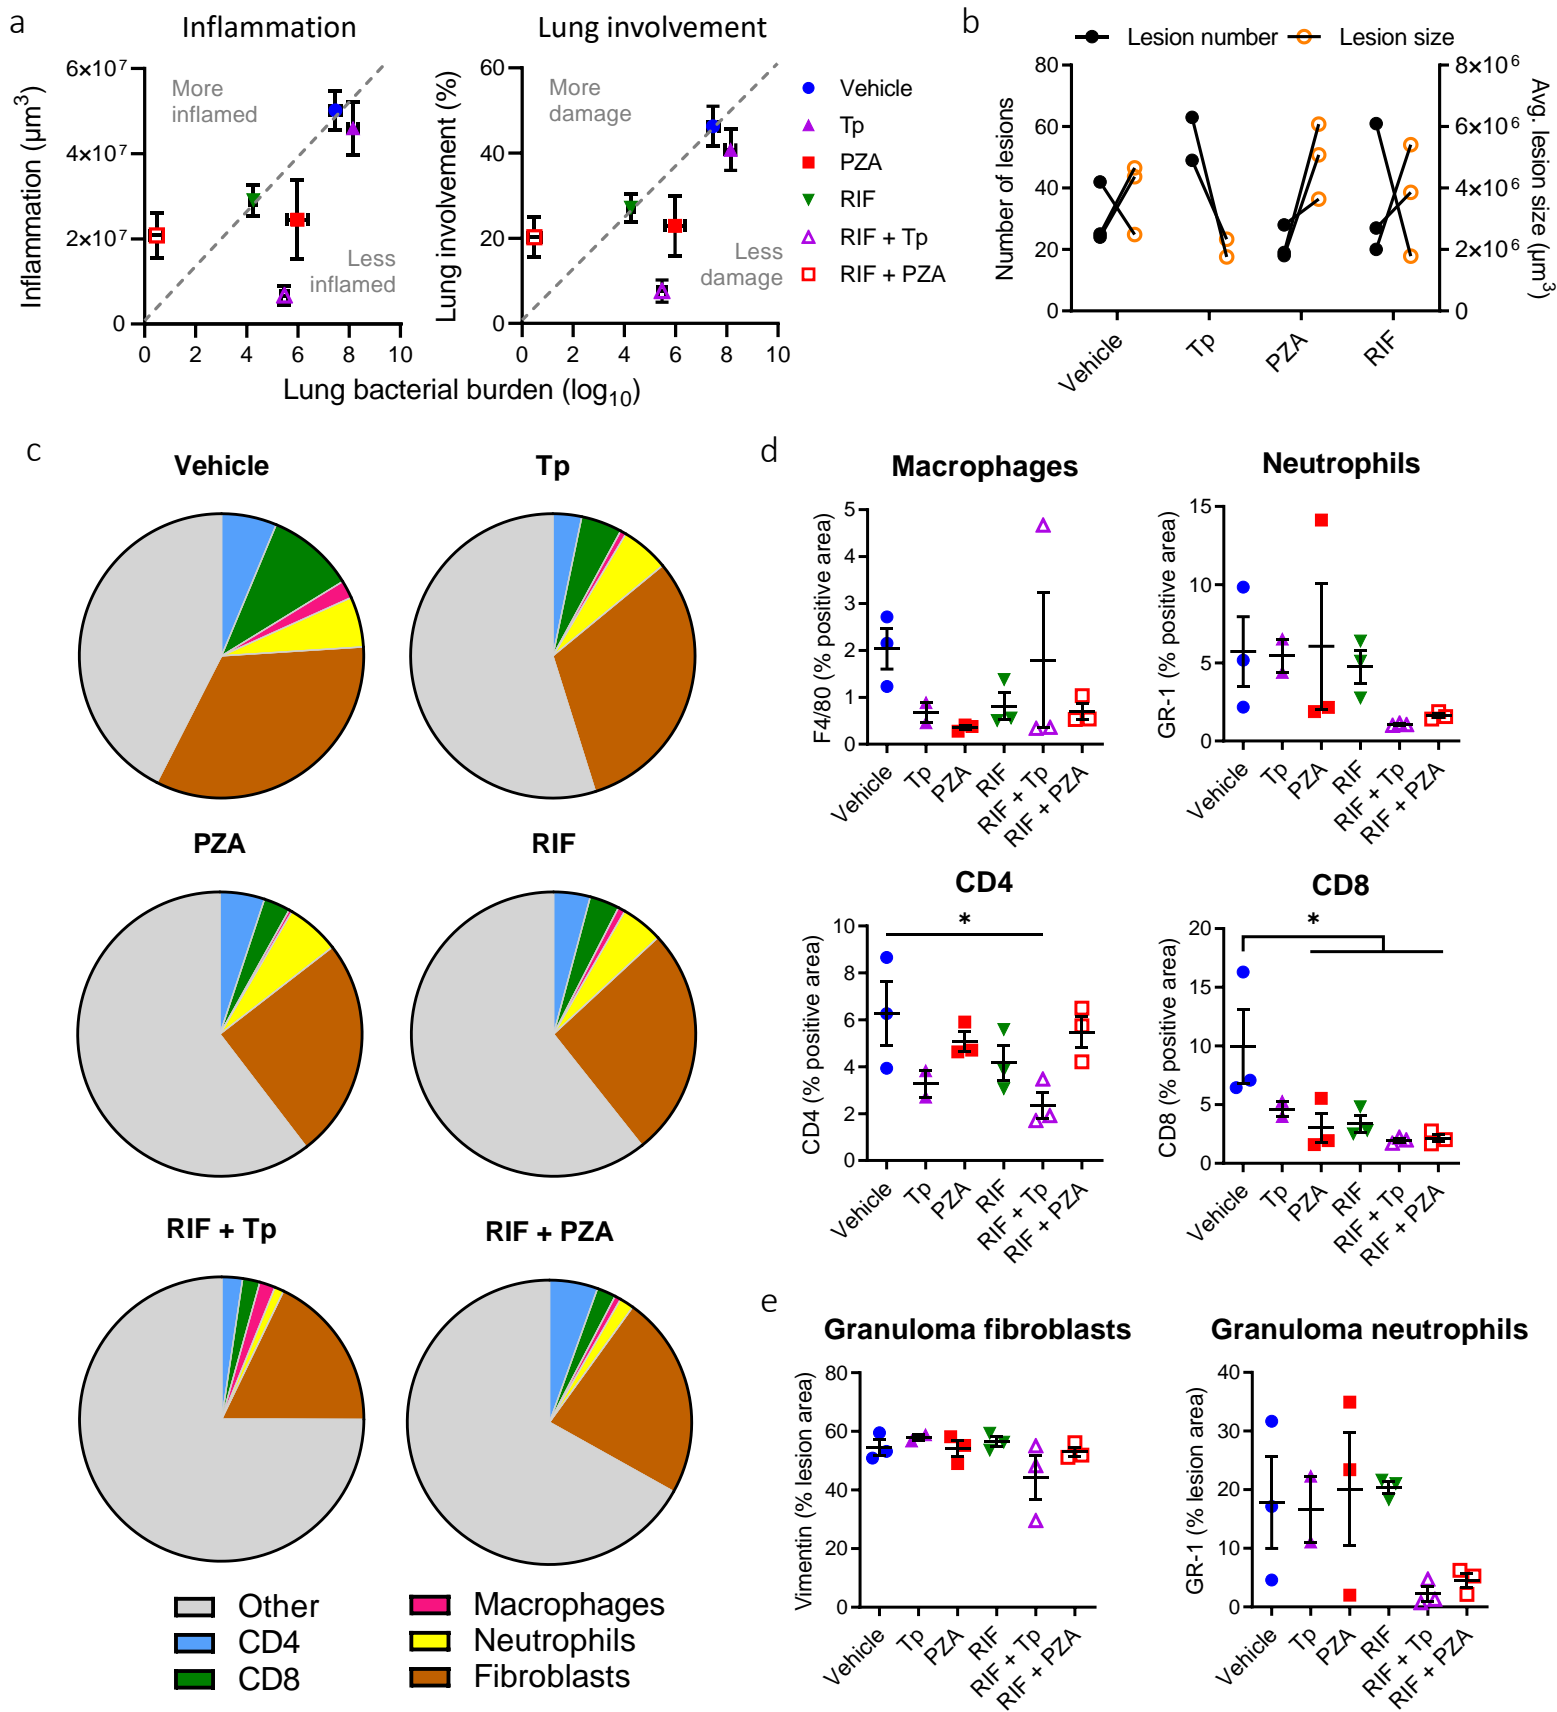 a
Inflammation
Lung involvement
Inflammation (µm³)
6×10⁷
4×10⁷
2×10⁷
0
More
inflamed
Less
inflamed
0 2 4 6 8 10
Lung involvement (%)
60
40
20
0
More
damage
Less
damage
0 2 4 6 8 10
Lung bacterial burden (log₁₀)
Vehicle
Tp
PZA
RIF
RIF + Tp
RIF + PZA
b
Lesion number
Lesion size
Number of lesions
80
60
40
20
0
8×10⁶
6×10⁶
4×10⁶
2×10⁶
0
Avg. lesion
size (µm³)
Vehicle
Tp
PZA
RIF
c
Vehicle
Tp
PZA
RIF
RIF + Tp
RIF + PZA
Other
CD4
CD8
Macrophages
Neutrophils
Fibroblasts
d
Macrophages
F4/80 (% positive area)
5
4
3
2
1
0
Vehicle
Tp
PZA
RIF
RIF + Tp
RIF + PZA
Neutrophils
GR-1 (% positive area)
15
10
5
0
Vehicle
Tp
PZA
RIF
RIF + Tp
RIF + PZA
CD4
CD4 (% positive area)
10
8
6
4
2
0
*
Vehicle
Tp
PZA
RIF
RIF + Tp
RIF + PZA
CD8
CD8 (% positive area)
20
15
10
5
0
*
Vehicle
Tp
PZA
RIF
RIF + Tp
RIF + PZA
e
Granuloma fibroblasts
Vimentin (% lesion area)
80
60
40
20
0
Vehicle
Tp
PZA
RIF
RIF + Tp
RIF + PZA
Granuloma neutrophils
GR-1 (% lesion area)
40
30
20
10
0
Vehicle
Tp
PZA
RIF
RIF + Tp
RIF + PZA